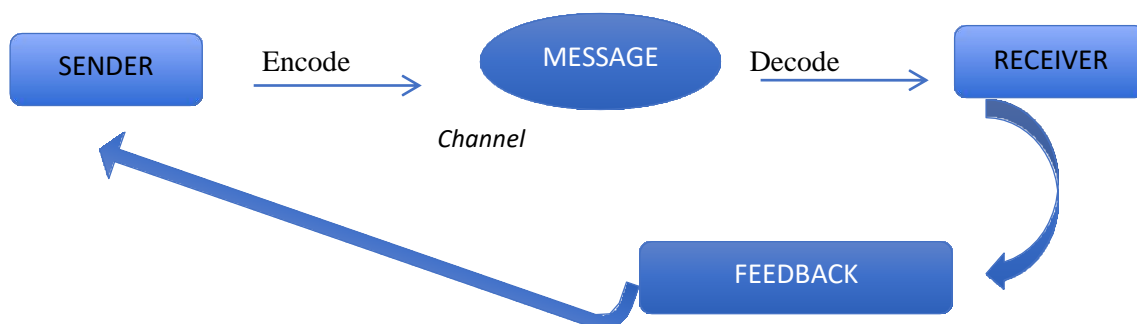 SENDER
Encode
MESSAGE
Decode
RECEIVER
Channel
FEEDBACK